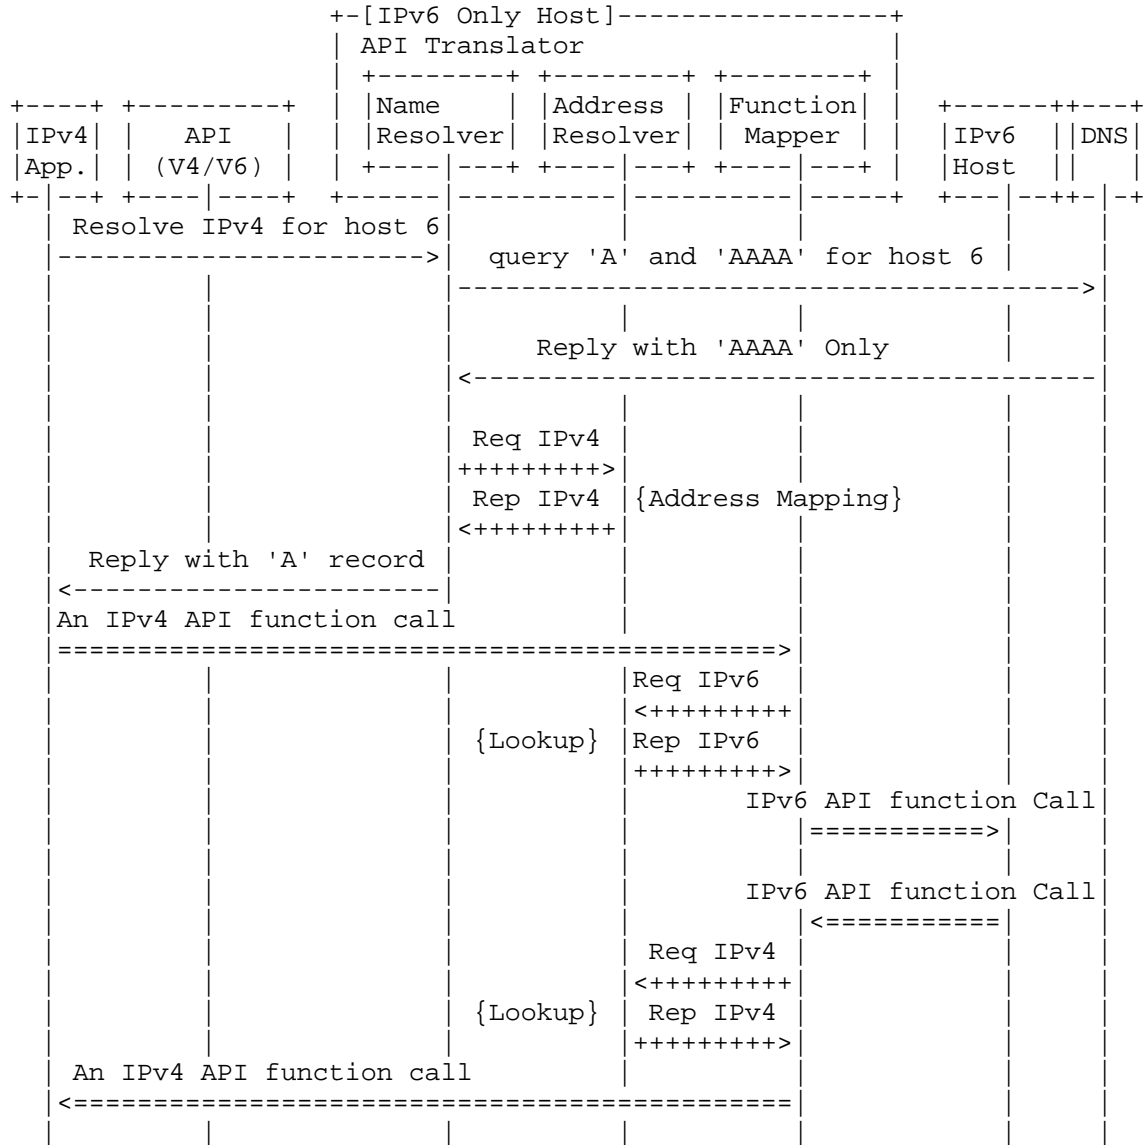 +-[IPv6 Only Host]-----------------+
| API Translator                   |
| +--------+ +--------+ +--------+ |
+----+ +---------+ | |Name | |Address | |Function| | +------++---+
|IPv4| | API | | |Resolver| |Resolver| | Mapper | | |IPv6 ||DNS|
|App.| | (V4/V6) | | +----|---+ +----|---+ +----|---+ | |Host || |
+-|--+ +----|----+ +------|----------|----------|-----+ +---|--++-|-+
Resolve IPv4 for host 6
|----------------------->| query 'A' and 'AAAA' for host 6
|--------------------------------------->|
Reply with 'AAAA' Only
|<---------------------------------------|
Req IPv4
|+++++++++>|
Rep IPv4 |{Address Mapping}
|<+++++++++|
Reply with 'A' record
|<-----------------------|
An IPv4 API function call
|=============================================>|
Req IPv6
|<+++++++++|
{Lookup} |Rep IPv6
|+++++++++>|
IPv6 API function Call
|===========>|
IPv6 API function Call
|<===========|
Req IPv4
|<+++++++++|
{Lookup} | Rep IPv4
|+++++++++>|
An IPv4 API function call
|<=============================================|